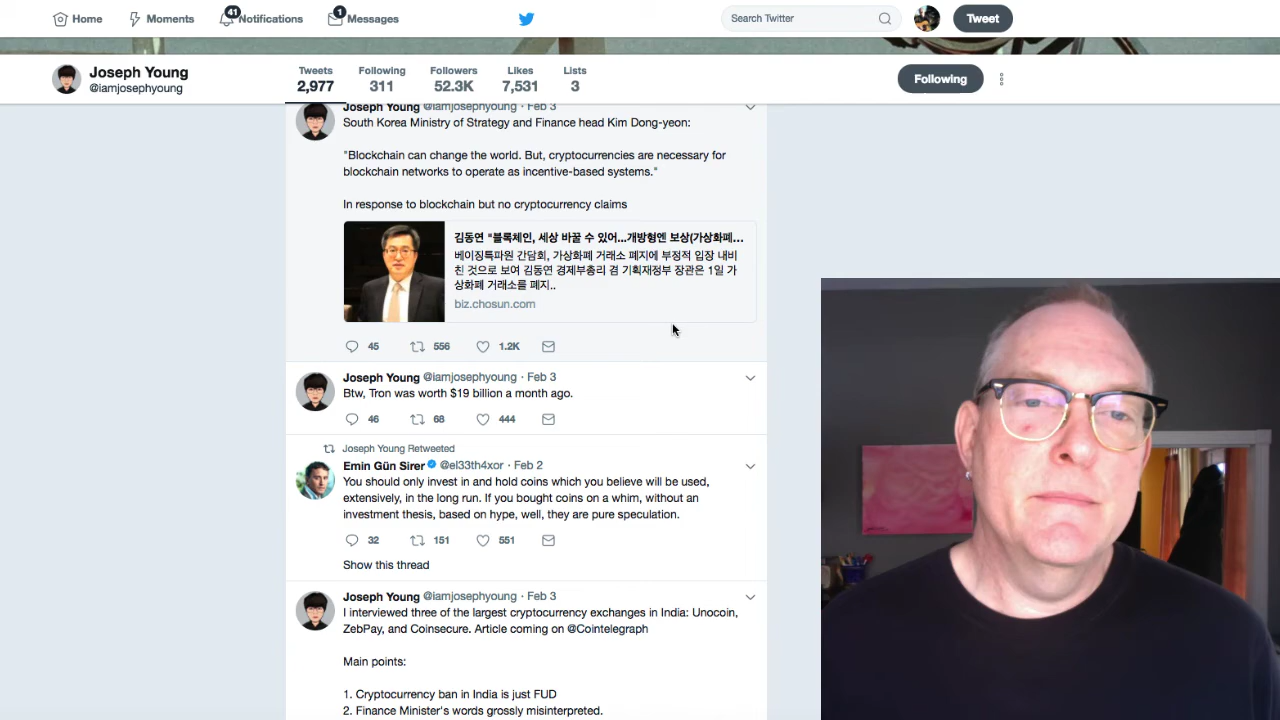 Home
Moments
41
Notifications
1
Messages
Search Twitter
Tweet
Joseph Young
@iamjosephyoung
Tweets
2,977
Following
311
Followers
52.3K
Likes
7,531
Lists
3
Following
Joseph Young @iamjosephyoung · Feb 3
South Korea Ministry of Strategy and Finance head Kim Dong-yeon:
"Blockchain can change the world. But, cryptocurrencies are necessary for
blockchain networks to operate as incentive-based systems."
In response to blockchain but no cryptocurrency claims
김동연 "블록체인, 세상 바꿀 수 있어...개방형엔 보상(가상화폐...
베이징특파원 간담회, 가상화폐 거래소 폐지에 부정적 입장 내비
친 것으로 보여 김동연 경제부총리 겸 기획재정부 장관은 1일 가
상화폐 거래소를 폐지..
biz.chosun.com
45 556 1.2K
Joseph Young @iamjosephyoung · Feb 3
Btw, Tron was worth $19 billion a month ago.
46 68 444
Joseph Young Retweeted
Emin Gün Sirer @el33th4xor · Feb 2
You should only invest in and hold coins which you believe will be used,
extensively, in the long run. If you bought coins on a whim, without an
investment thesis, based on hype, well, they are pure speculation.
32 151 551
Show this thread
Joseph Young @iamjosephyoung · Feb 3
I interviewed three of the largest cryptocurrency exchanges in India: Unocoin,
ZebPay, and Coinsecure. Article coming on @Cointelegraph
Main points:
1. Cryptocurrency ban in India is just FUD
2. Finance Minister's words grossly misinterpreted.